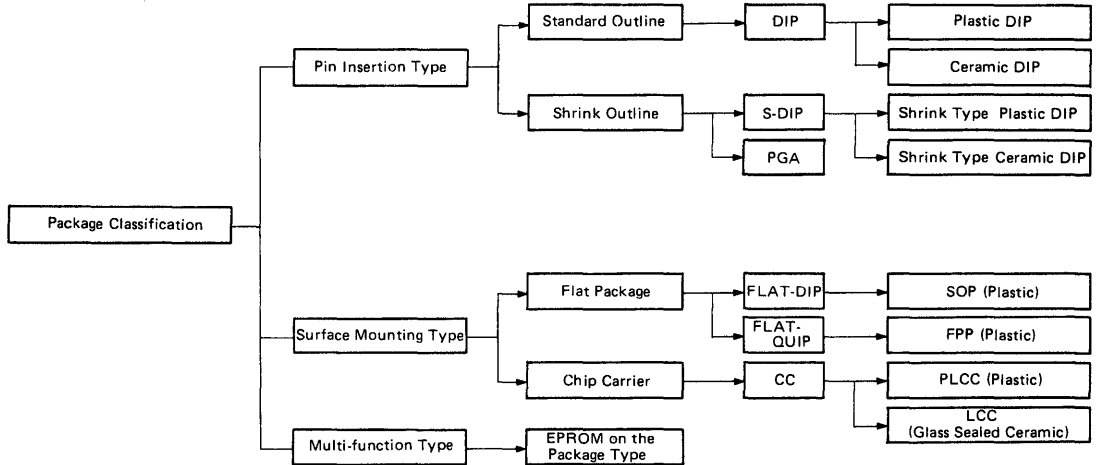 Standard Outline
DIP
Plastic DIP
Pin Insertion Type
Ceramic DIP
Shrink Outline
S-DIP
Shrink Type Plastic DIP
PGA
Shrink Type Ceramic DIP
Package Classification
Flat Package
FLAT-DIP
SOP (Plastic)
Surface Mounting Type
FLAT-
QUIP
FPP (Plastic)
Chip Carrier
CC
PLCC (Plastic)
LCC
(Glass Sealed Ceramic)
Multi-function Type
EPROM on the
Package Type